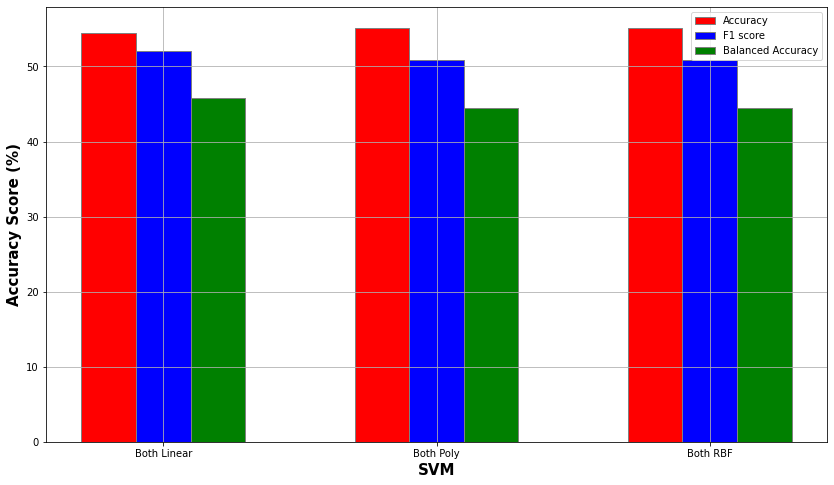 Accuracy
F1 score
Balanced Accuracy
Accuracy Score (%)
50
40
30
20
10
0
Both Linear
Both Poly
Both RBF
SVM